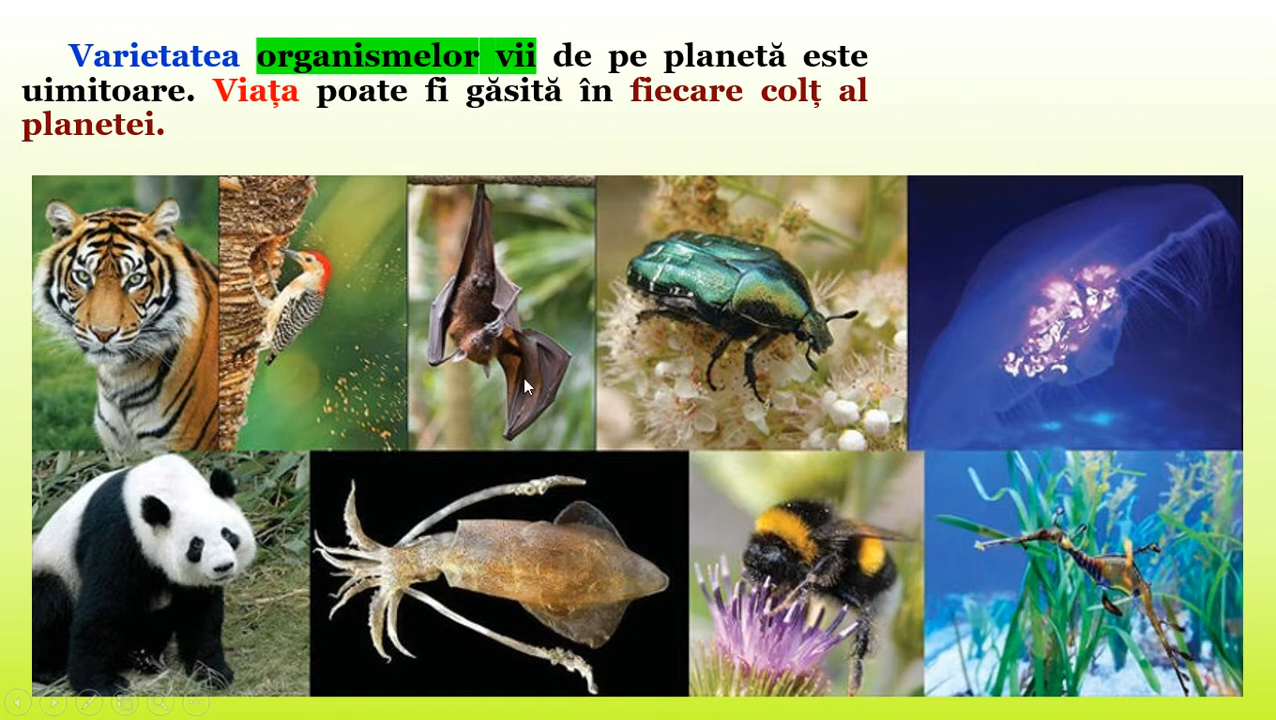 Varietatea organismelor vii de pe planetă este
uimitoare. Viața poate fi găsită în fiecare colț al
planetei.